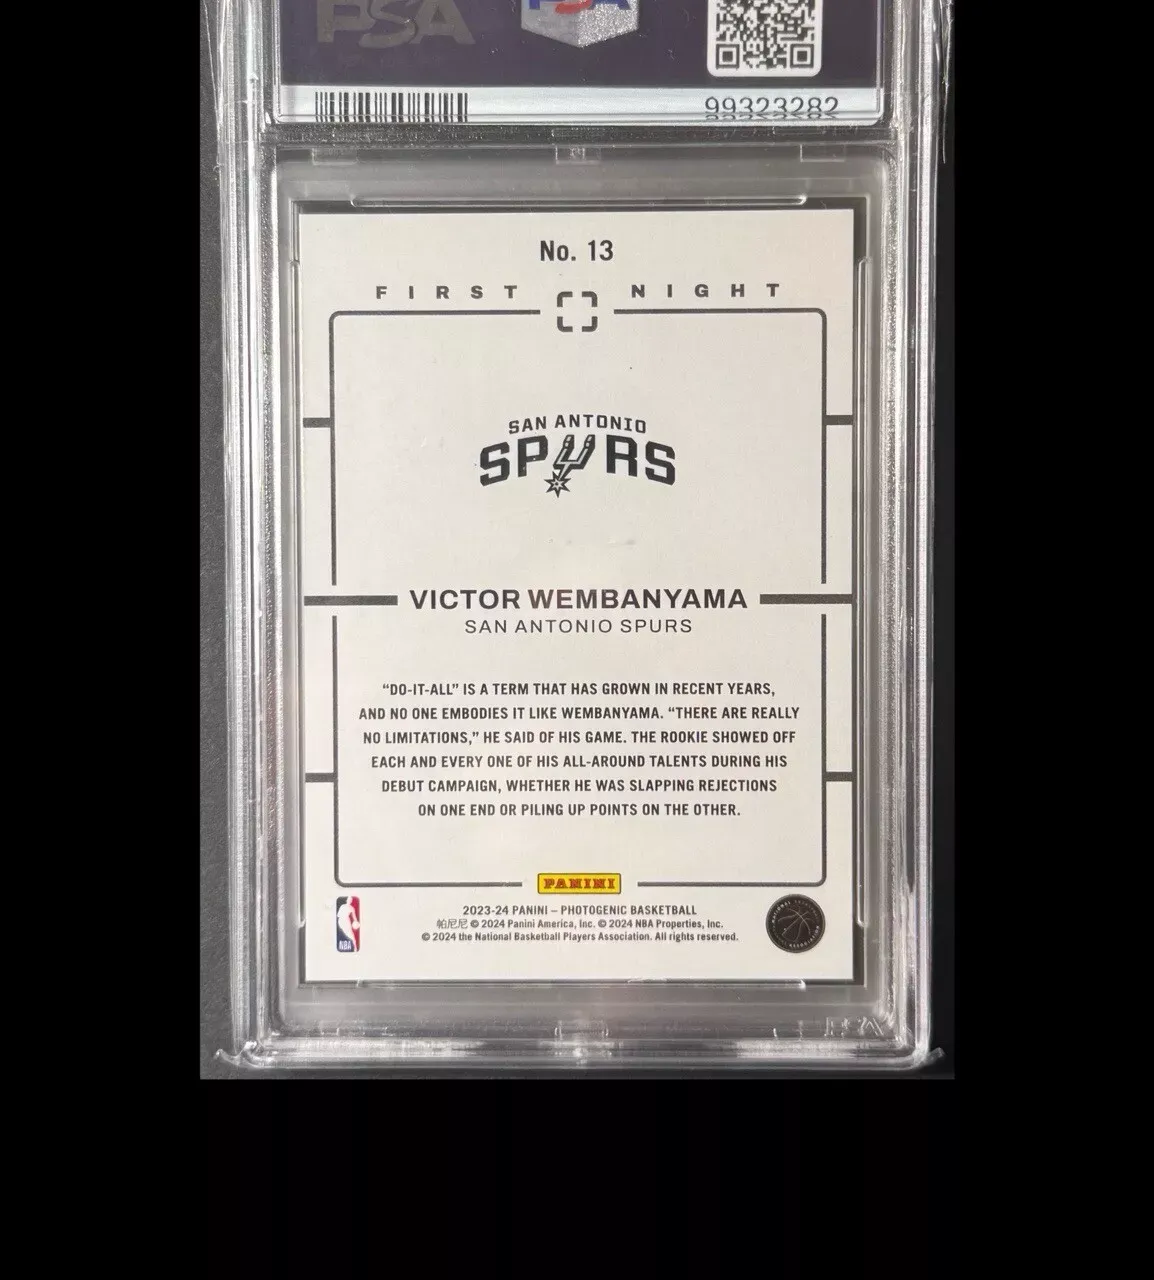 PSA
PSA
99323282
No. 13
FIRST NIGHT
SAN ANTONIO
SPURS
VICTOR WEMBANYAMA
SAN ANTONIO SPURS
“DO-IT-ALL” IS A TERM THAT HAS GROWN IN RECENT YEARS,
AND NO ONE EMBODIES IT LIKE WEMBANYAMA. “THERE ARE REALLY
NO LIMITATIONS,” HE SAID OF HIS GAME. THE ROOKIE SHOWED OFF
EACH AND EVERY ONE OF HIS ALL-AROUND TALENTS DURING HIS
DEBUT CAMPAIGN, WHETHER HE WAS SLAPPING REJECTIONS
ON ONE END OR PILING UP POINTS ON THE OTHER.
PANINI
2023-24 PANINI – PHOTOGENIC BASKETBALL
帕尼尼 © 2024 Panini America, Inc. © 2024 NBA Properties, Inc.
© 2024 the National Basketball Players Association. All rights reserved.
NBA
PSA